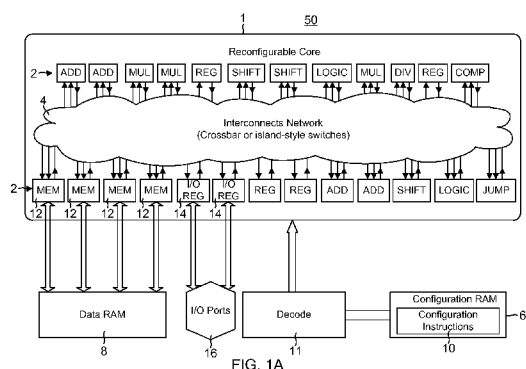 1
50
Reconfigurable Core
2
ADD ADD MUL MUL REG SHIFT SHIFT LOGIC MUL DIV REG COMP
4
Interconnects Network
(Crossbar or island-style switches)
2
MEM MEM MEM MEM I/O REG I/O REG REG REG ADD ADD SHIFT LOGIC JUMP
12 12 12 12 14 14
Data RAM
8
I/O Ports
16
Decode
11
Configuration RAM
Configuration
Instructions
6
10
FIG. 1A